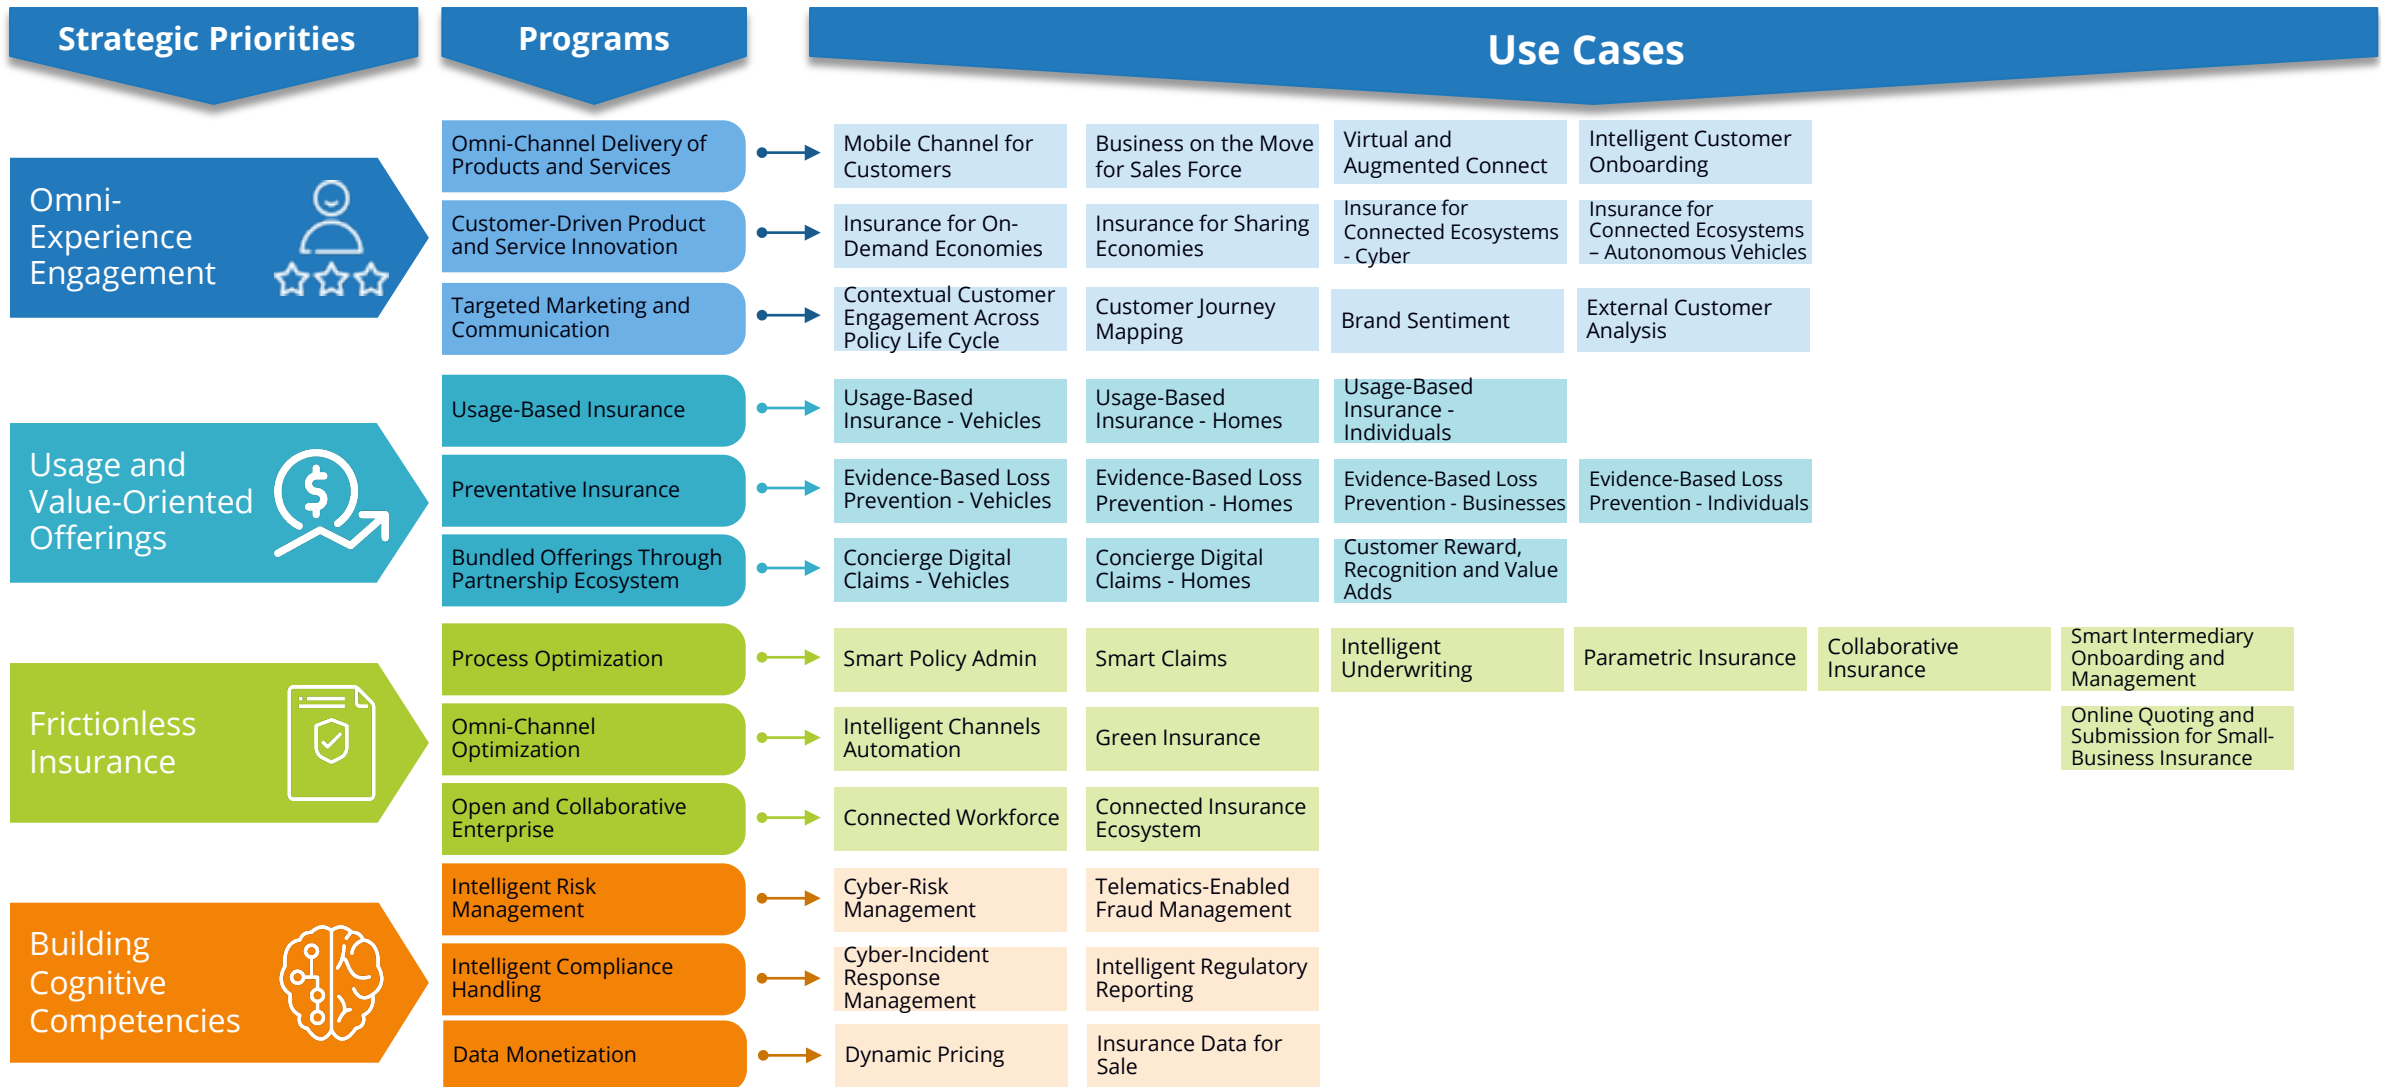 Strategic Priorities
Programs
Use Cases
Omni-
Experience
Engagement
Omni-Channel Delivery of
Products and Services
Mobile Channel for
Customers
Business on the Move
for Sales Force
Virtual and
Augmented Connect
Intelligent Customer
Onboarding
Customer-Driven Product
and Service Innovation
Insurance for On-
Demand Economies
Insurance for Sharing
Economies
Insurance for
Connected Ecosystems
- Cyber
Insurance for
Connected Ecosystems
– Autonomous Vehicles
Targeted Marketing and
Communication
Contextual Customer
Engagement Across
Policy Life Cycle
Customer Journey
Mapping
Brand Sentiment
External Customer
Analysis
Usage and
Value-Oriented
Offerings
$
Usage-Based Insurance
Usage-Based
Insurance - Vehicles
Usage-Based
Insurance - Homes
Usage-Based
Insurance -
Individuals
Preventative Insurance
Evidence-Based Loss
Prevention - Vehicles
Evidence-Based Loss
Prevention - Homes
Evidence-Based Loss
Prevention - Businesses
Evidence-Based Loss
Prevention - Individuals
Bundled Offerings Through
Partnership Ecosystem
Concierge Digital
Claims - Vehicles
Concierge Digital
Claims - Homes
Customer Reward,
Recognition and Value
Adds
Frictionless
Insurance
Process Optimization
Smart Policy Admin
Smart Claims
Intelligent
Underwriting
Parametric Insurance
Collaborative
Insurance
Smart Intermediary
Onboarding and
Management
Omni-Channel
Optimization
Intelligent Channels
Automation
Green Insurance
Online Quoting and
Submission for Small-
Business Insurance
Open and Collaborative
Enterprise
Connected Workforce
Connected Insurance
Ecosystem
Building
Cognitive
Competencies
Intelligent Risk
Management
Cyber-Risk
Management
Telematics-Enabled
Fraud Management
Intelligent Compliance
Handling
Cyber-Incident
Response
Management
Intelligent Regulatory
Reporting
Data Monetization
Dynamic Pricing
Insurance Data for
Sale